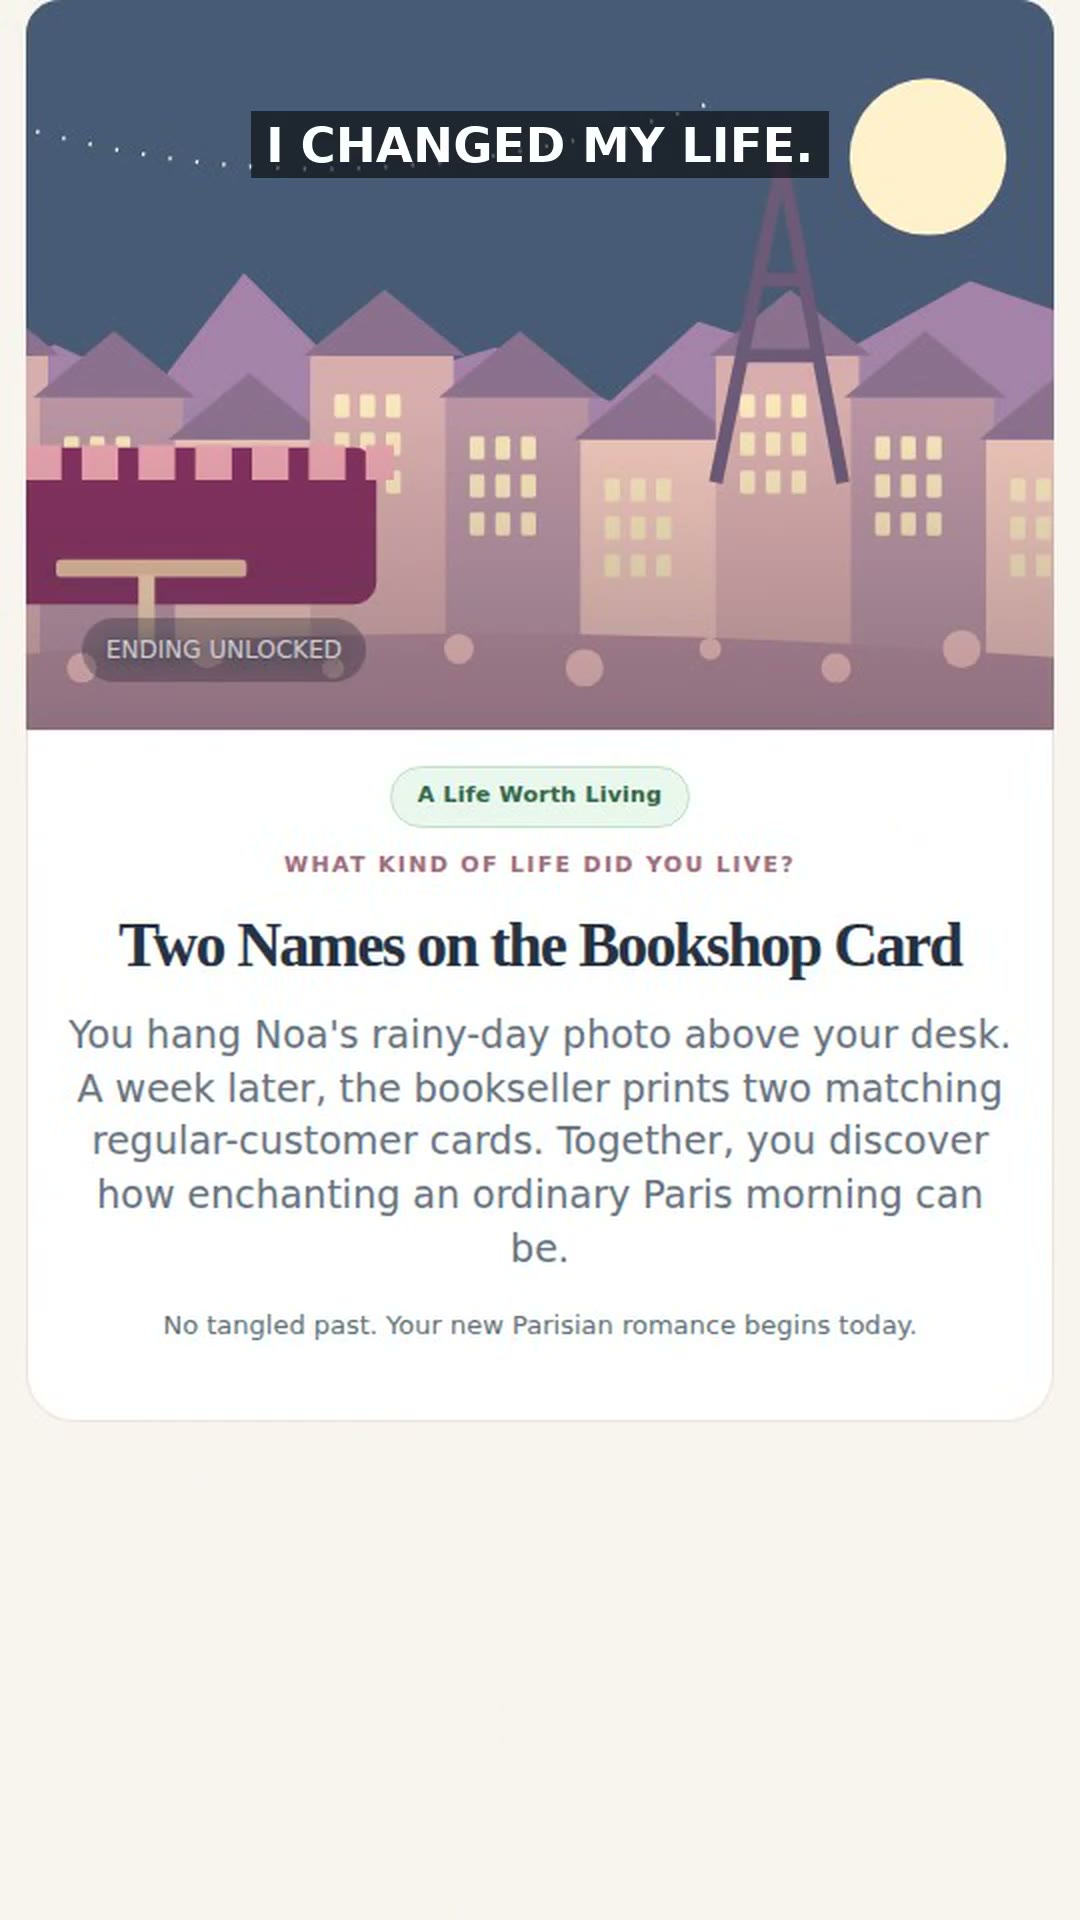 I CHANGED MY LIFE.
ENDING UNLOCKED
A Life Worth Living
WHAT KIND OF LIFE DID YOU LIVE?
Two Names on the Bookshop Card
You hang Noa's rainy-day photo above your desk.
A week later, the bookseller prints two matching
regular-customer cards. Together, you discover
how enchanting an ordinary Paris morning can
be.
No tangled past. Your new Parisian romance begins today.